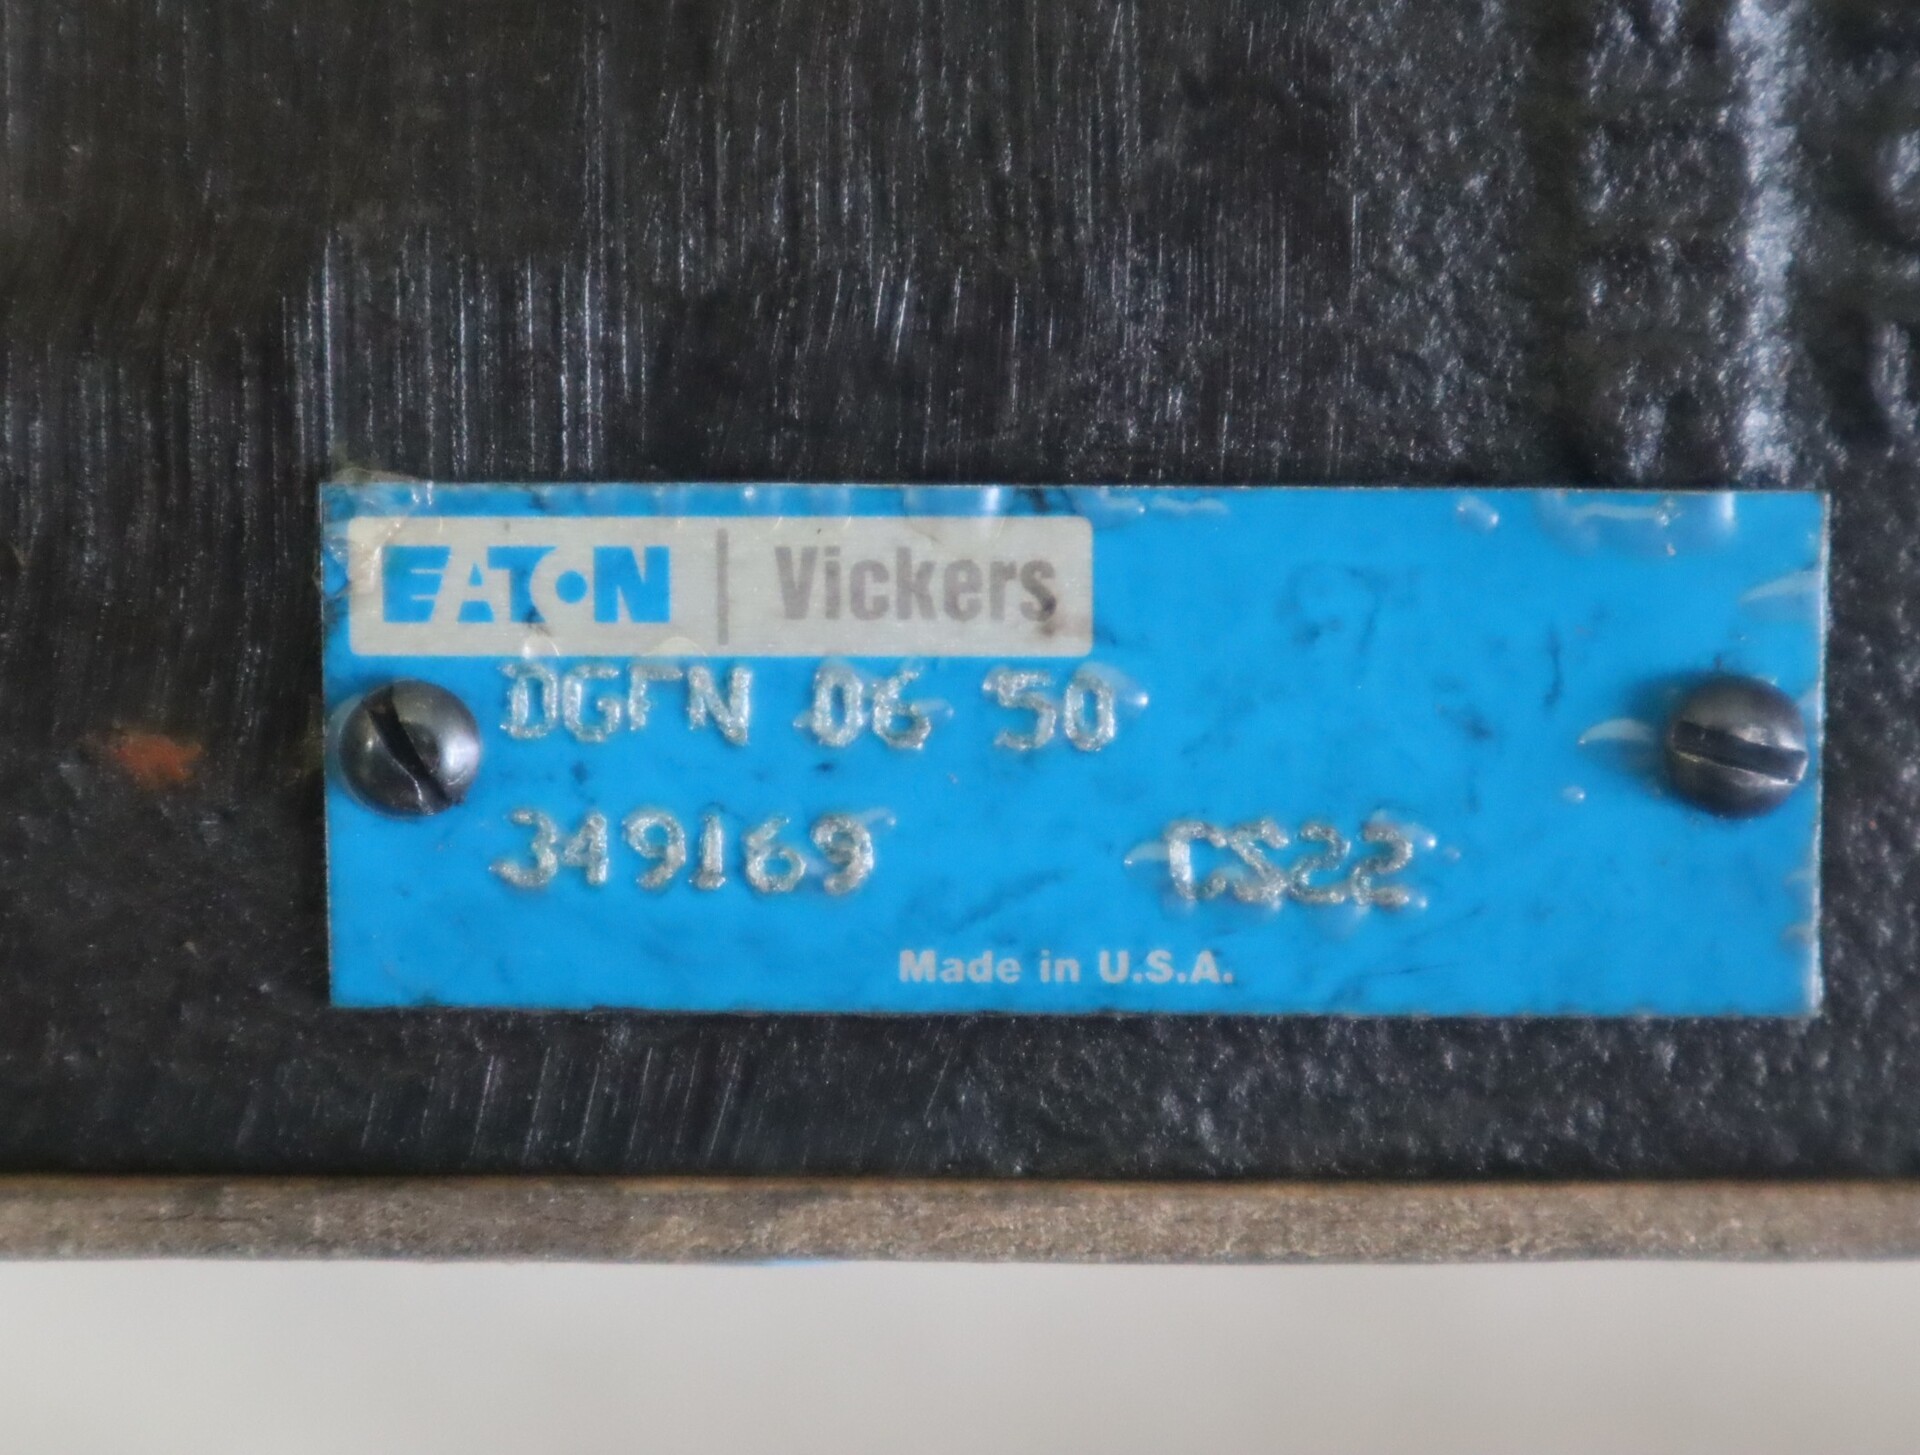 EATON | Vickers
DGFN 06 50
349169 CS22
Made in U.S.A.